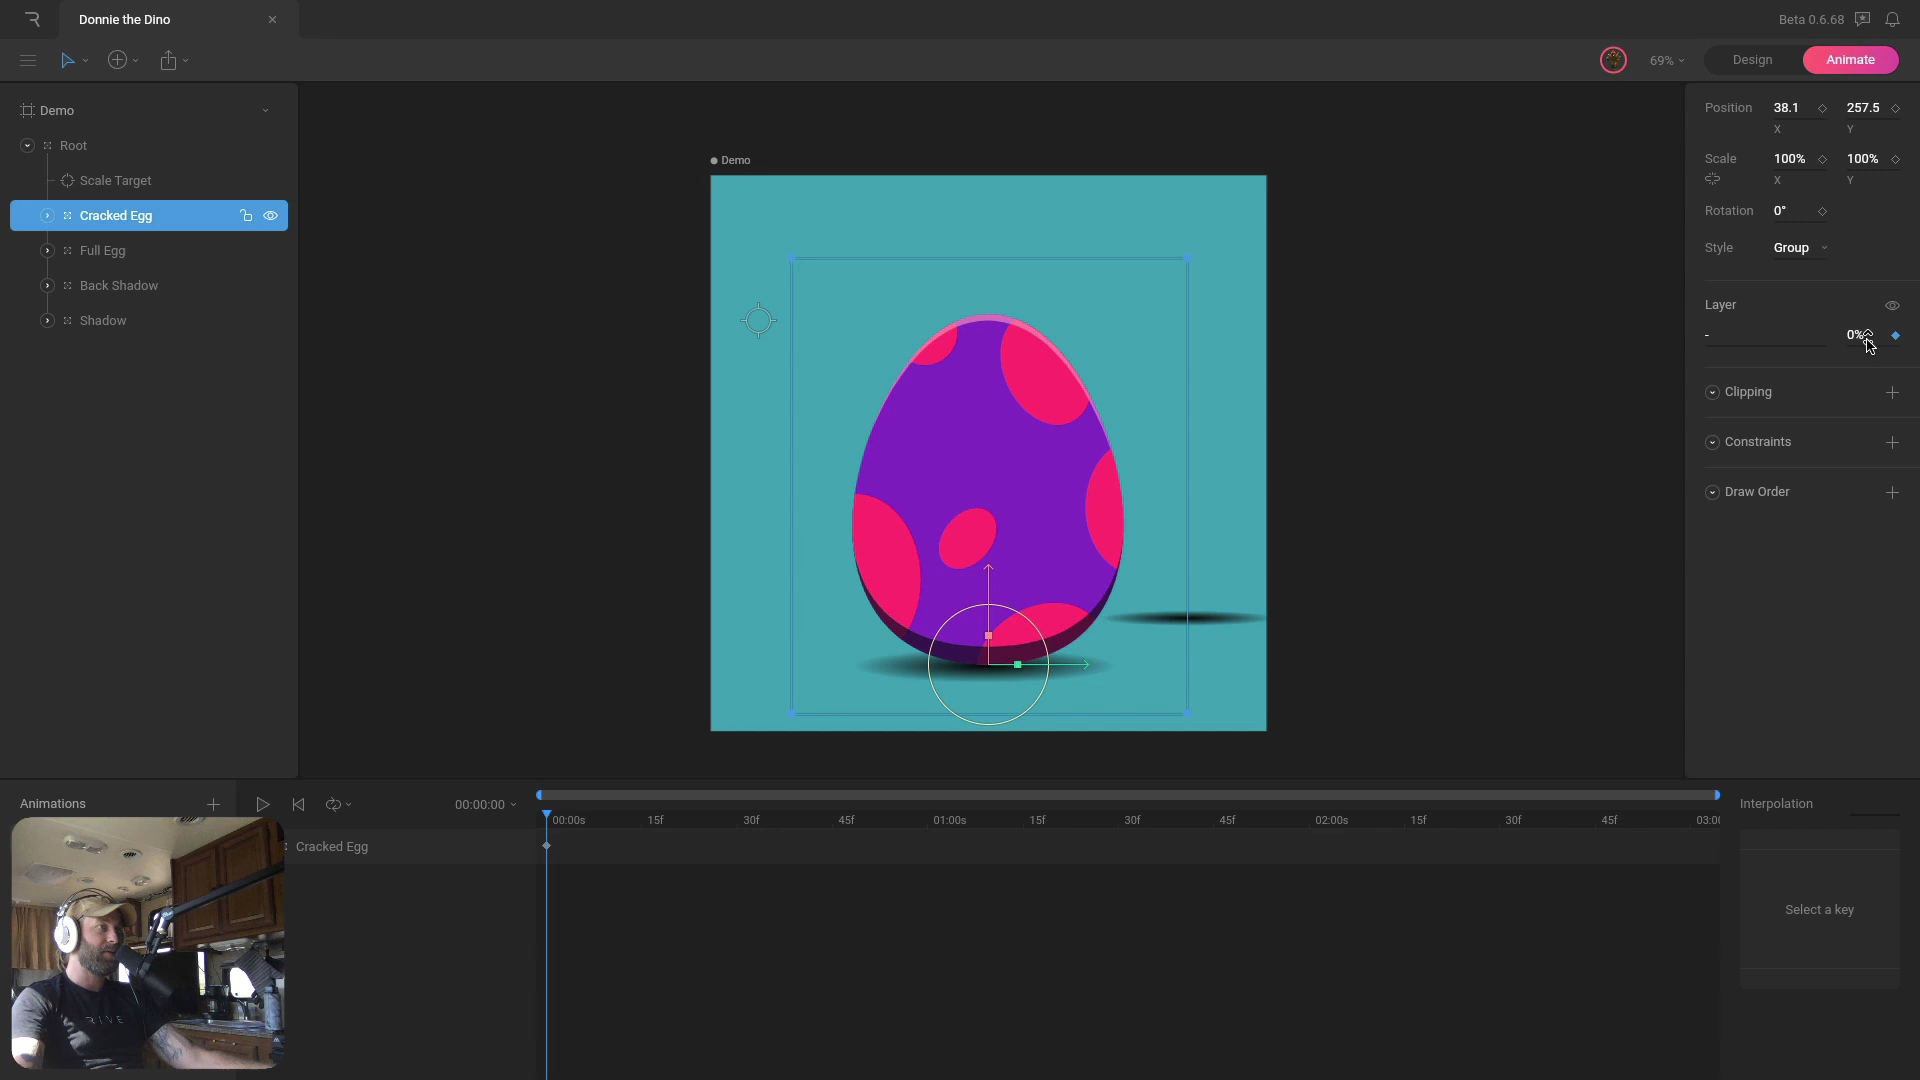 Donnie the Dino
Beta 0.6.68
69%
Design
Animate
Demo
Root
Scale Target
Cracked Egg
Full Egg
Back Shadow
Shadow
Demo
Position 38.1 257.5
X Y
Scale 100% 100%
X Y
Rotation 0°
Style Group
Layer
- 0%
Clipping
Constraints
Draw Order
Animations
00:00:00
00:00s 15f 30f 45f 01:00s 15f 30f 45f 02:00s 15f 30f 45f 03:00
Cracked Egg
Interpolation
Select a key
RIVE